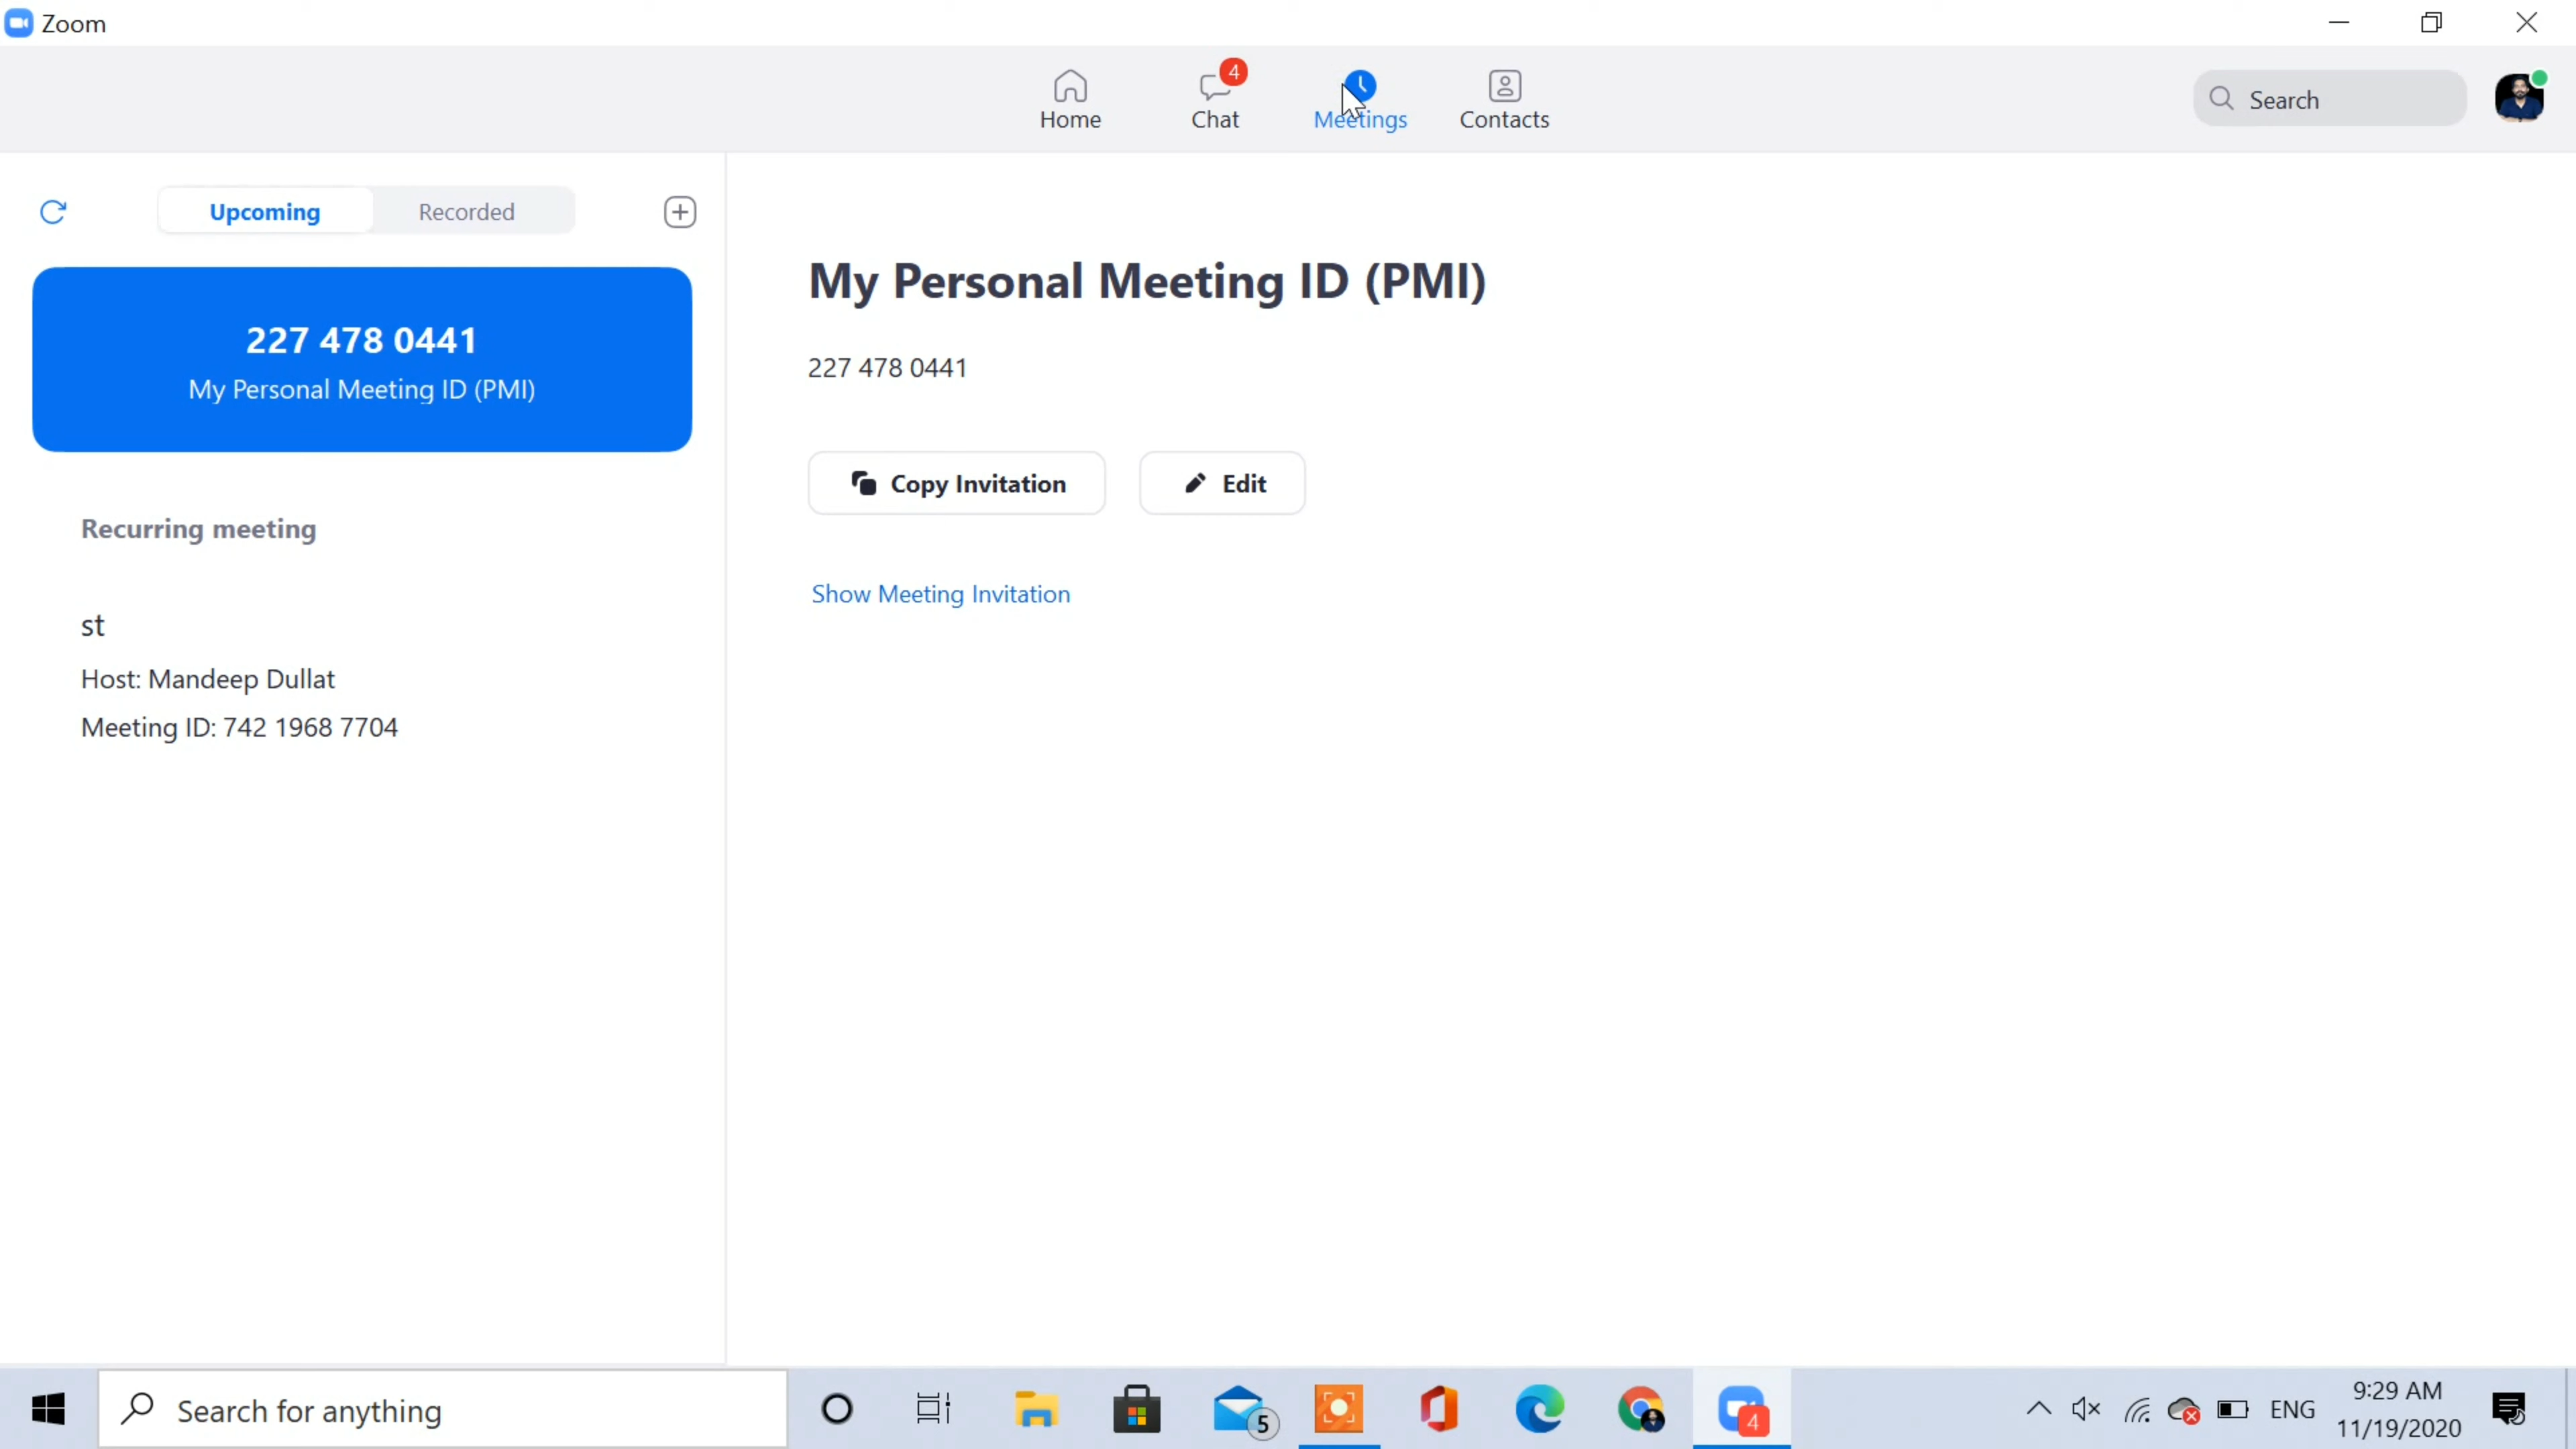 Zoom
Home
Chat
4
Meetings
Contacts
Search
Upcoming
Recorded
227 478 0441
My Personal Meeting ID (PMI)
Recurring meeting
st
Host: Mandeep Dullat
Meeting ID: 742 1968 7704
My Personal Meeting ID (PMI)
227 478 0441
Copy Invitation
Edit
Show Meeting Invitation
Search for anything
5
4
ENG
9:29 AM
11/19/2020